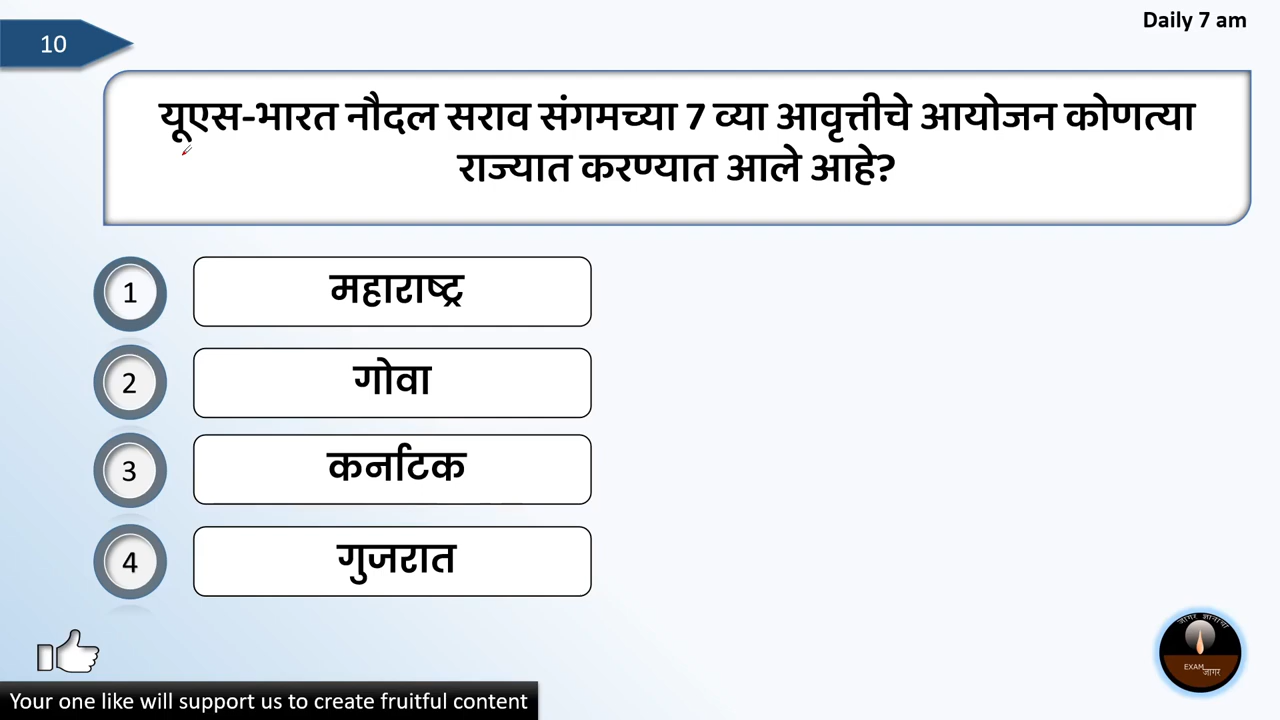 Daily 7 am
10
यूएस-भारत नौदल सराव संगमच्या 7 व्या आवृत्तीचे आयोजन कोणत्या
राज्यात करण्यात आले आहे?
1 महाराष्ट्र
2 गोवा
3 कर्नाटक
4 गुजरात
EXAM जागर
Your one like will support us to create fruitful content